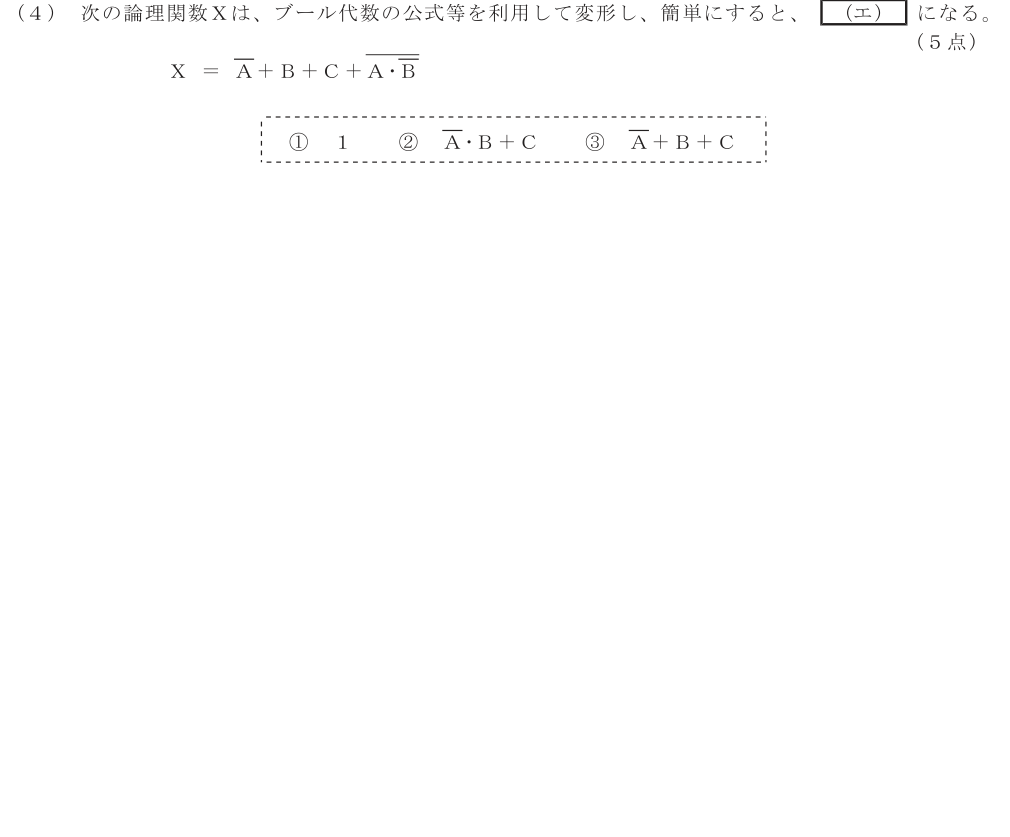 （４） 次の論理関数Ｘは、ブール代数の公式等を利用して変形し、簡単にすると、 (エ) になる。
（５点）
X ＝ A̅＋B＋C＋\overline{A・B̅}
① 1 ② A̅・B＋C ③ A̅＋B＋C